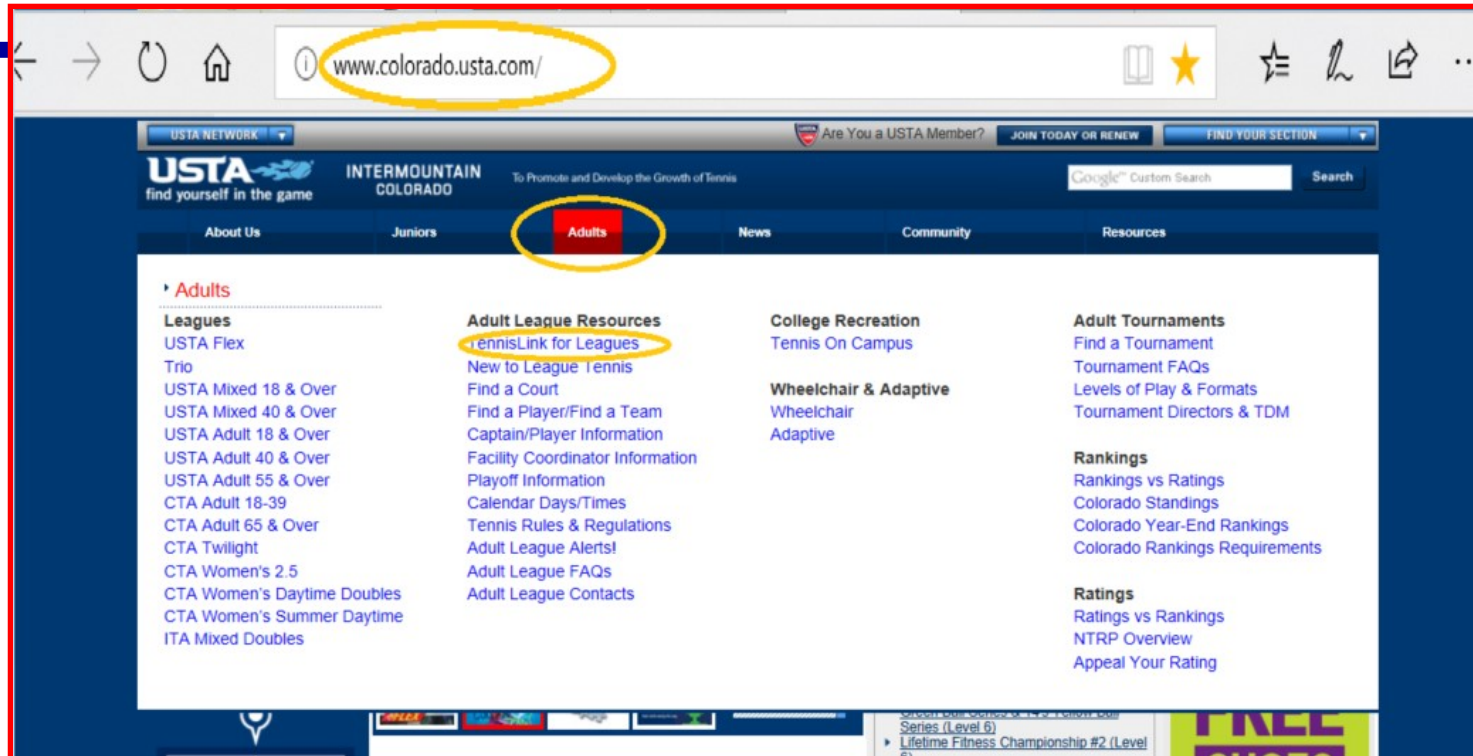 www.colorado.usta.com/
USTA NETWORK
Are You a USTA Member?
JOIN TODAY OR RENEW
FIND YOUR SECTION
USTA
find yourself in the game
INTERMOUNTAIN
COLORADO
To Promote and Develop the Growth of Tennis
Google™ Custom Search
Search
About Us
Juniors
Adults
News
Community
Resources
Adults
Leagues
USTA Flex
Trio
USTA Mixed 18 & Over
USTA Mixed 40 & Over
USTA Adult 18 & Over
USTA Adult 40 & Over
USTA Adult 55 & Over
CTA Adult 18-39
CTA Adult 65 & Over
CTA Twilight
CTA Women's 2.5
CTA Women's Daytime Doubles
CTA Women's Summer Daytime
ITA Mixed Doubles
Adult League Resources
TennisLink for Leagues
New to League Tennis
Find a Court
Find a Player/Find a Team
Captain/Player Information
Facility Coordinator Information
Playoff Information
Calendar Days/Times
Tennis Rules & Regulations
Adult League Alerts!
Adult League FAQs
Adult League Contacts
College Recreation
Tennis On Campus
Wheelchair & Adaptive
Wheelchair
Adaptive
Adult Tournaments
Find a Tournament
Tournament FAQs
Levels of Play & Formats
Tournament Directors & TDM
Rankings
Rankings vs Ratings
Colorado Standings
Colorado Year-End Rankings
Colorado Rankings Requirements
Ratings
Ratings vs Rankings
NTRP Overview
Appeal Your Rating
Series (Level 6)
Lifetime Fitness Championship #2 (Level
FREE